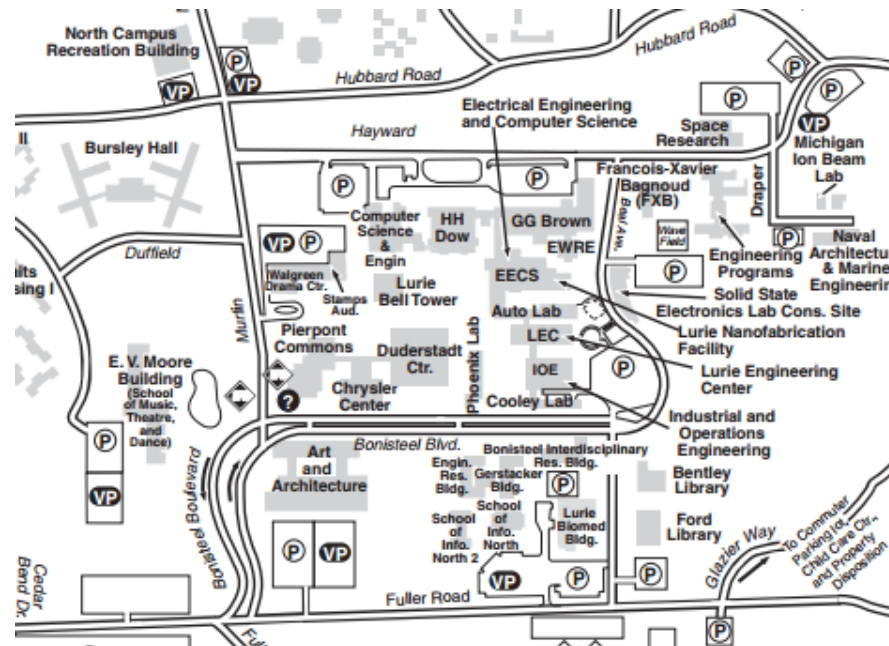 North Campus
Recreation Building
P
VP
P
VP
Hubbard Road
Hubbard Road
P
P
P
VP
Michigan
Ion Beam
Lab
II
Bursley Hall
Hayward
Electrical Engineering
and Computer Science
Space
Research
Francois-Xavier
Bagnoud
(FXB)
Draper
P
P
Computer
Science
&
Engin
HH
Dow
GG Brown
EWRE
Beal Ave.
Wave
Field
P
Naval
Architectu
& Marine
Engineerin
Engineering
Programs
P
Duffield
VP P
Walgreen
Drama Ctr.
Stamps
Aud.
Lurie
Bell Tower
EECS
Solid State
Electronics Lab Cons. Site
Murfin
Pierpont
Commons
Auto Lab
LEC
Lurie Nanofabrication
Facility
Duderstadt
Ctr.
Phoenix Lab
IOE
P
Lurie Engineering
Center
E. V. Moore
Building
(School
of Music,
Theatre,
and
Dance)
?
Chrysler
Center
Cooley Lab
Industrial and
Operations
Engineering
P
VP
Bonisteel Boulevard
Bonisteel Blvd.
Art
and
Architecture
Bonisteel Interdisciplinary
Res. Bldg.
Engin.
Res.
Bldg.
Gerstacker
Bldg.
P
Bentley
Library
School
of
Info.
North 2
School
of Info.
North
Lurie
Biomed
Bldg.
Ford
Library
P
VP
VP
P
P
Glazier Way
To Commuter
Parking lot,
Child Care Ctr.,
and Property
Disposition
Cedar
Bend Dr.
Fuller Road
P